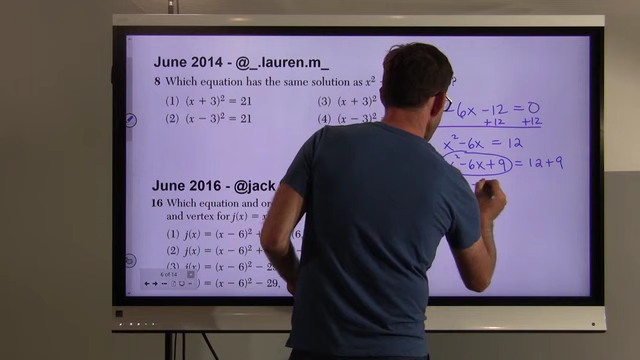 June 2014 - @_.lauren.m_
8 Which equation has the same solution as x² ?
(1) (x + 3)² = 21
(3) (x + 3)²
(2) (x − 3)² = 21
(4) (x − 3)²
6x −12 = 0
+12 +12
x² −6x = 12
−6x + 9 = 12+9
June 2016 - @jack
16 Which equation and or
and vertex for j(x) = x
(1) j(x) = (x − 6)² +
(2) j(x) = (x − 6)² +
(3) j(x) = (x − 6)² −
= (x − 6)² − 29,
6 of 14